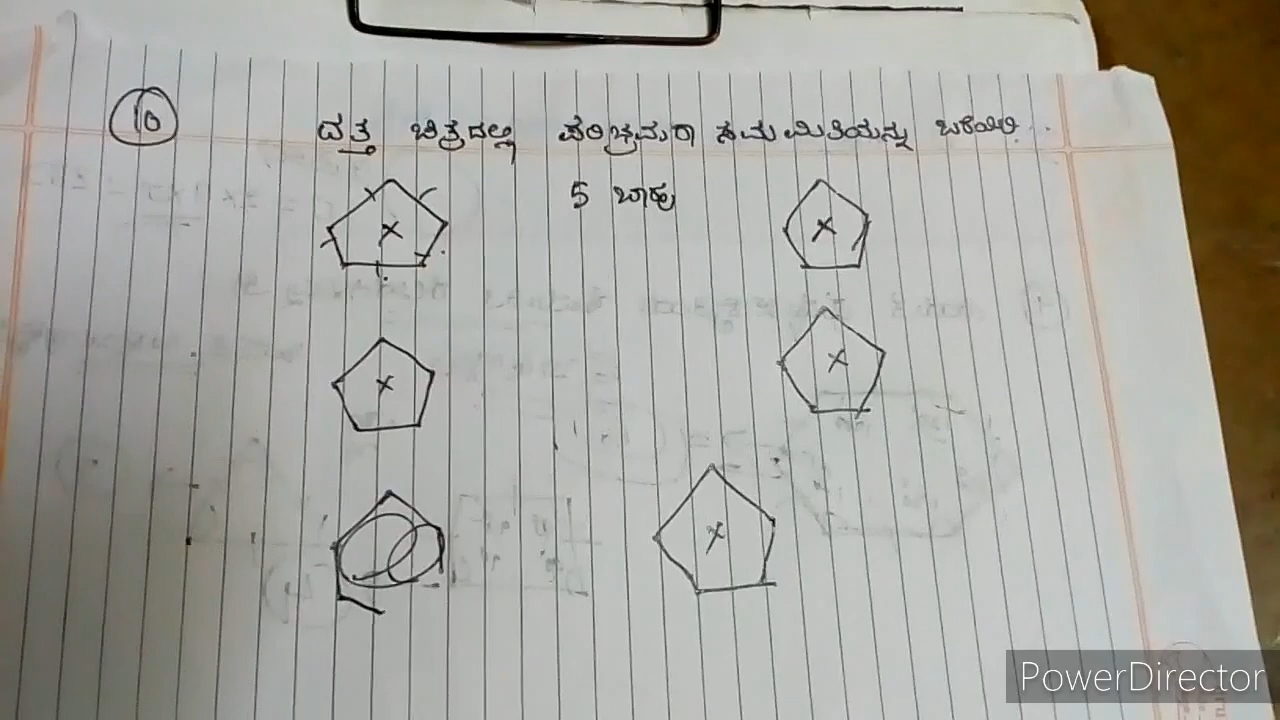 10 ದತ್ತ ಚಿತ್ರದಲ್ಲಿ ಪರಿಭ್ರಮಣ ಸಮಮಿತಿಯನ್ನು ಬರೆಯಿರಿ.
5 ಬಾಹು
PowerDirector